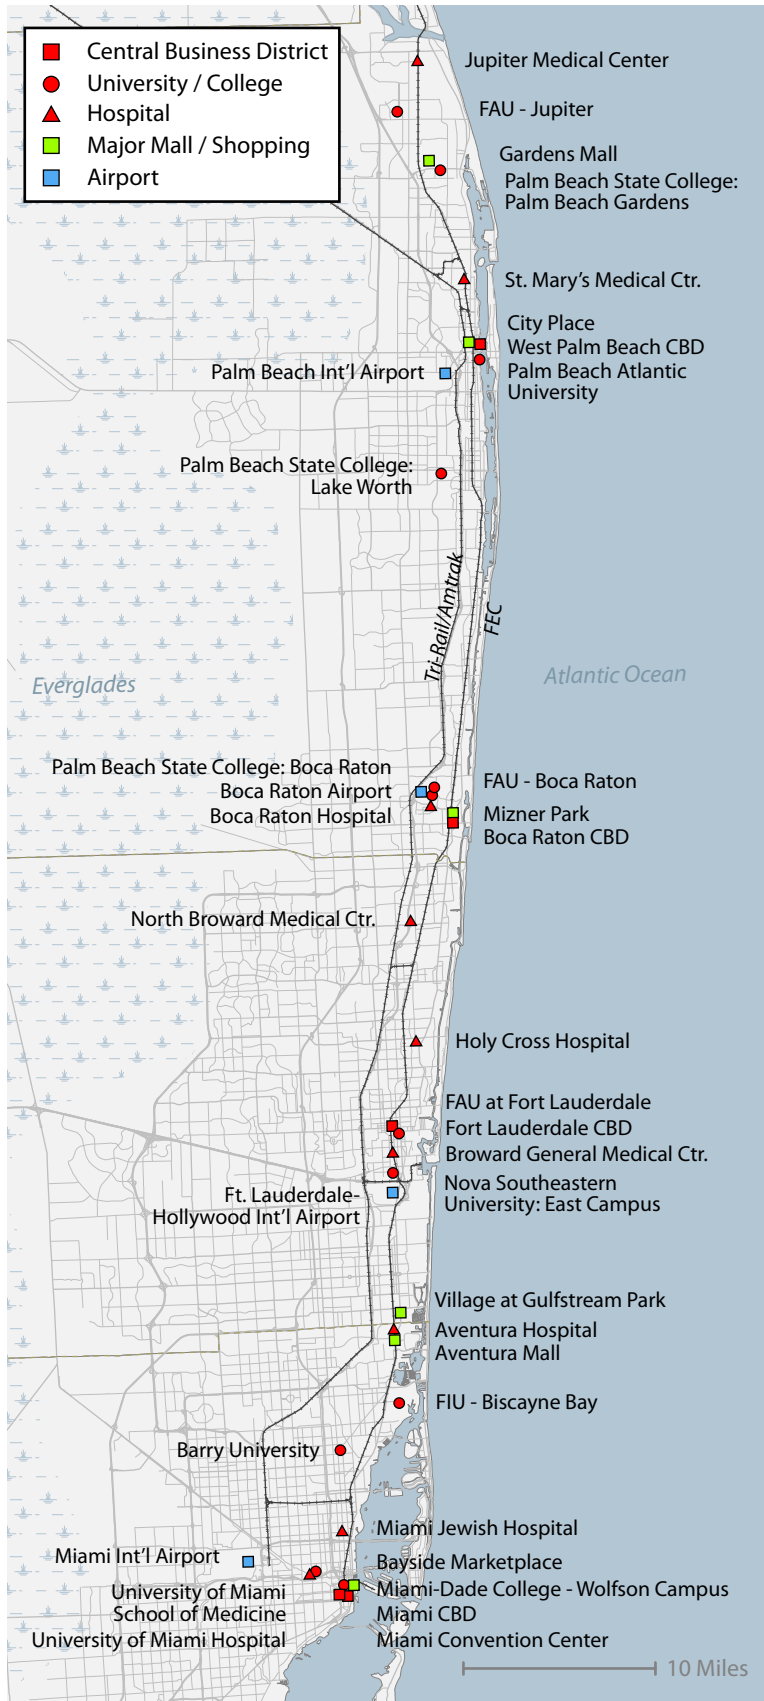 Central Business District
University / College
Hospital
Major Mall / Shopping
Airport
Jupiter Medical Center
FAU - Jupiter
Gardens Mall
Palm Beach State College:
Palm Beach Gardens
St. Mary's Medical Ctr.
City Place
West Palm Beach CBD
Palm Beach Int'l Airport
Palm Beach Atlantic
University
Palm Beach State College:
Lake Worth
Tri-Rail/Amtrak
FEC
Everglades
Atlantic Ocean
Palm Beach State College: Boca Raton
Boca Raton Airport
Boca Raton Hospital
FAU - Boca Raton
Mizner Park
Boca Raton CBD
North Broward Medical Ctr.
Holy Cross Hospital
FAU at Fort Lauderdale
Fort Lauderdale CBD
Broward General Medical Ctr.
Nova Southeastern
University: East Campus
Ft. Lauderdale-
Hollywood Int'l Airport
Village at Gulfstream Park
Aventura Hospital
Aventura Mall
FIU - Biscayne Bay
Barry University
Miami Jewish Hospital
Miami Int'l Airport
Bayside Marketplace
University of Miami
School of Medicine
Miami-Dade College - Wolfson Campus
Miami CBD
University of Miami Hospital
Miami Convention Center
10 Miles